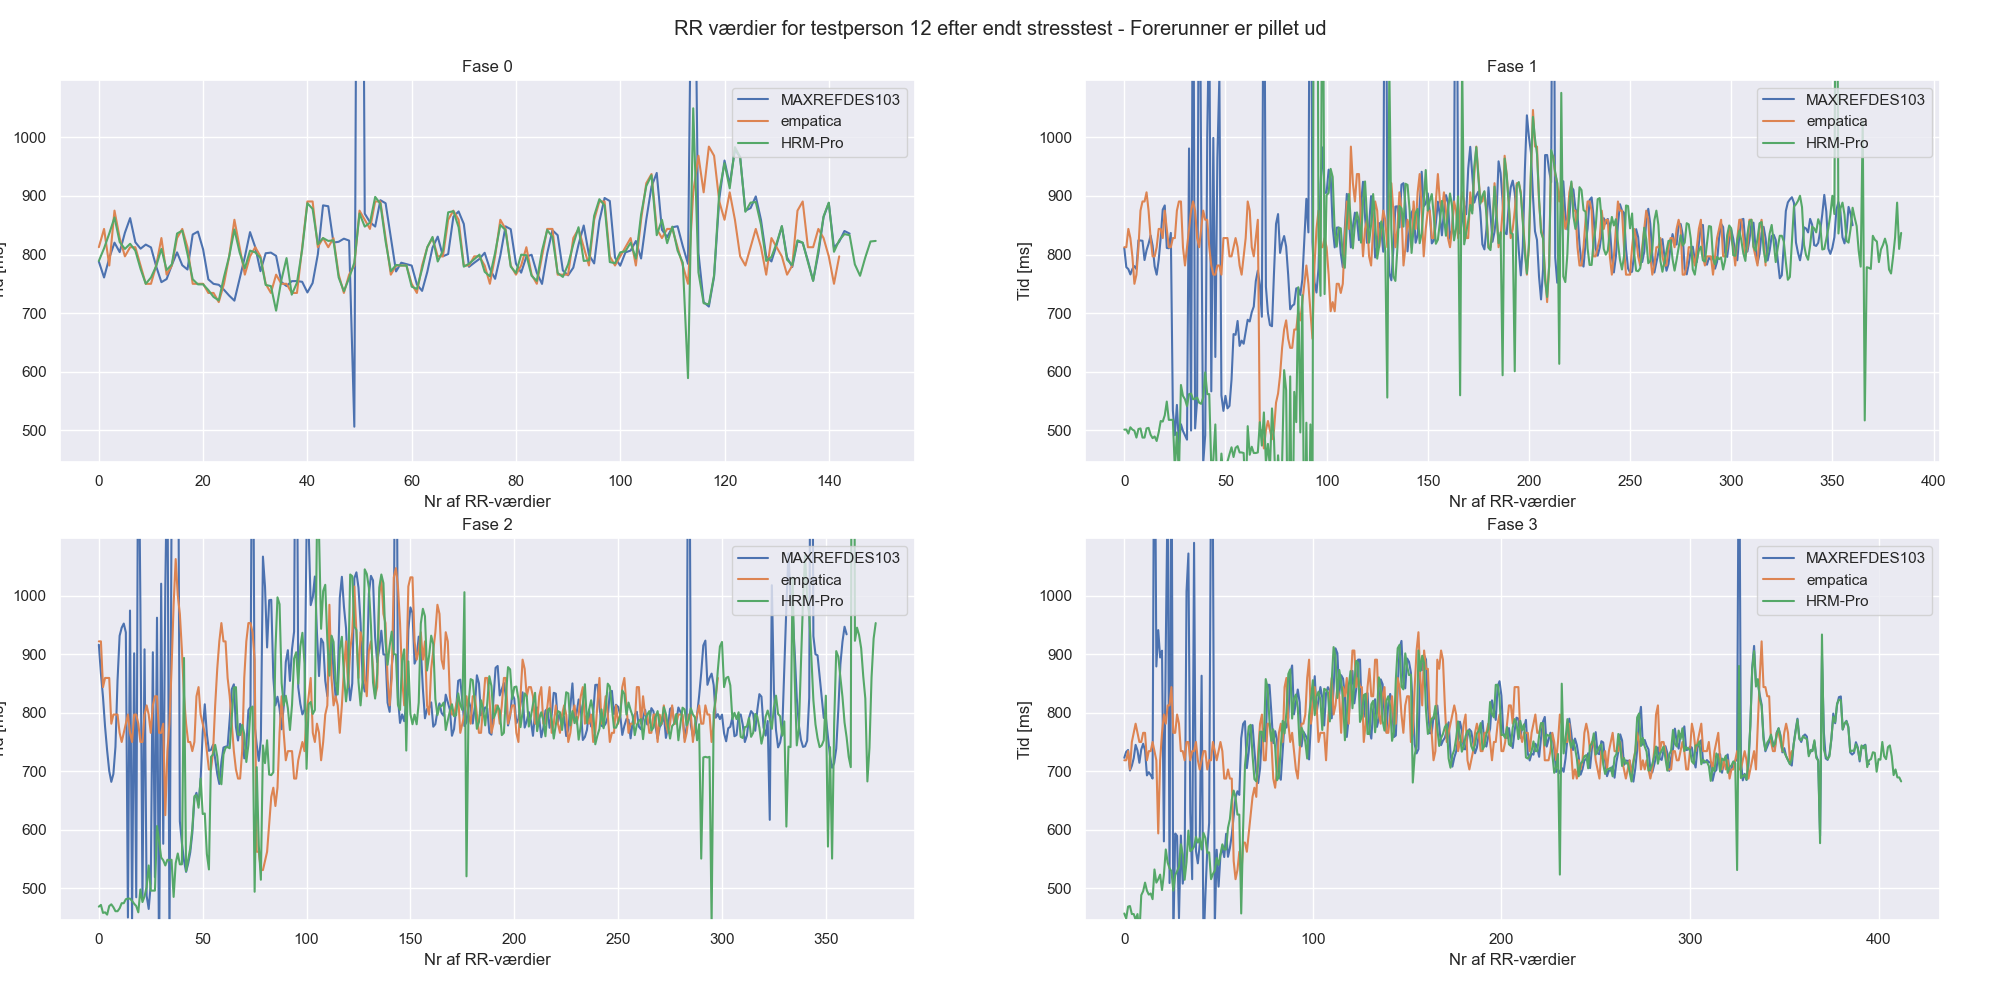 RR værdier for testperson 12 efter endt stresstest - Forerunner er pillet ud
Fase 0
1000
900
800
700
600
500
MAXREFDES103
empatica
HRM-Pro
0 20 40 60 80 100 120 140
Nr af RR-værdier
Fase 1
Tid [ms]
1000
900
800
700
600
500
MAXREFDES103
empatica
HRM-Pro
0 50 100 150 200 250 300 350 400
Nr af RR-værdier
Fase 2
1000
900
800
700
600
500
MAXREFDES103
empatica
HRM-Pro
0 50 100 150 200 250 300 350
Nr af RR-værdier
Fase 3
Tid [ms]
1000
900
800
700
600
500
MAXREFDES103
empatica
HRM-Pro
0 100 200 300 400
Nr af RR-værdier